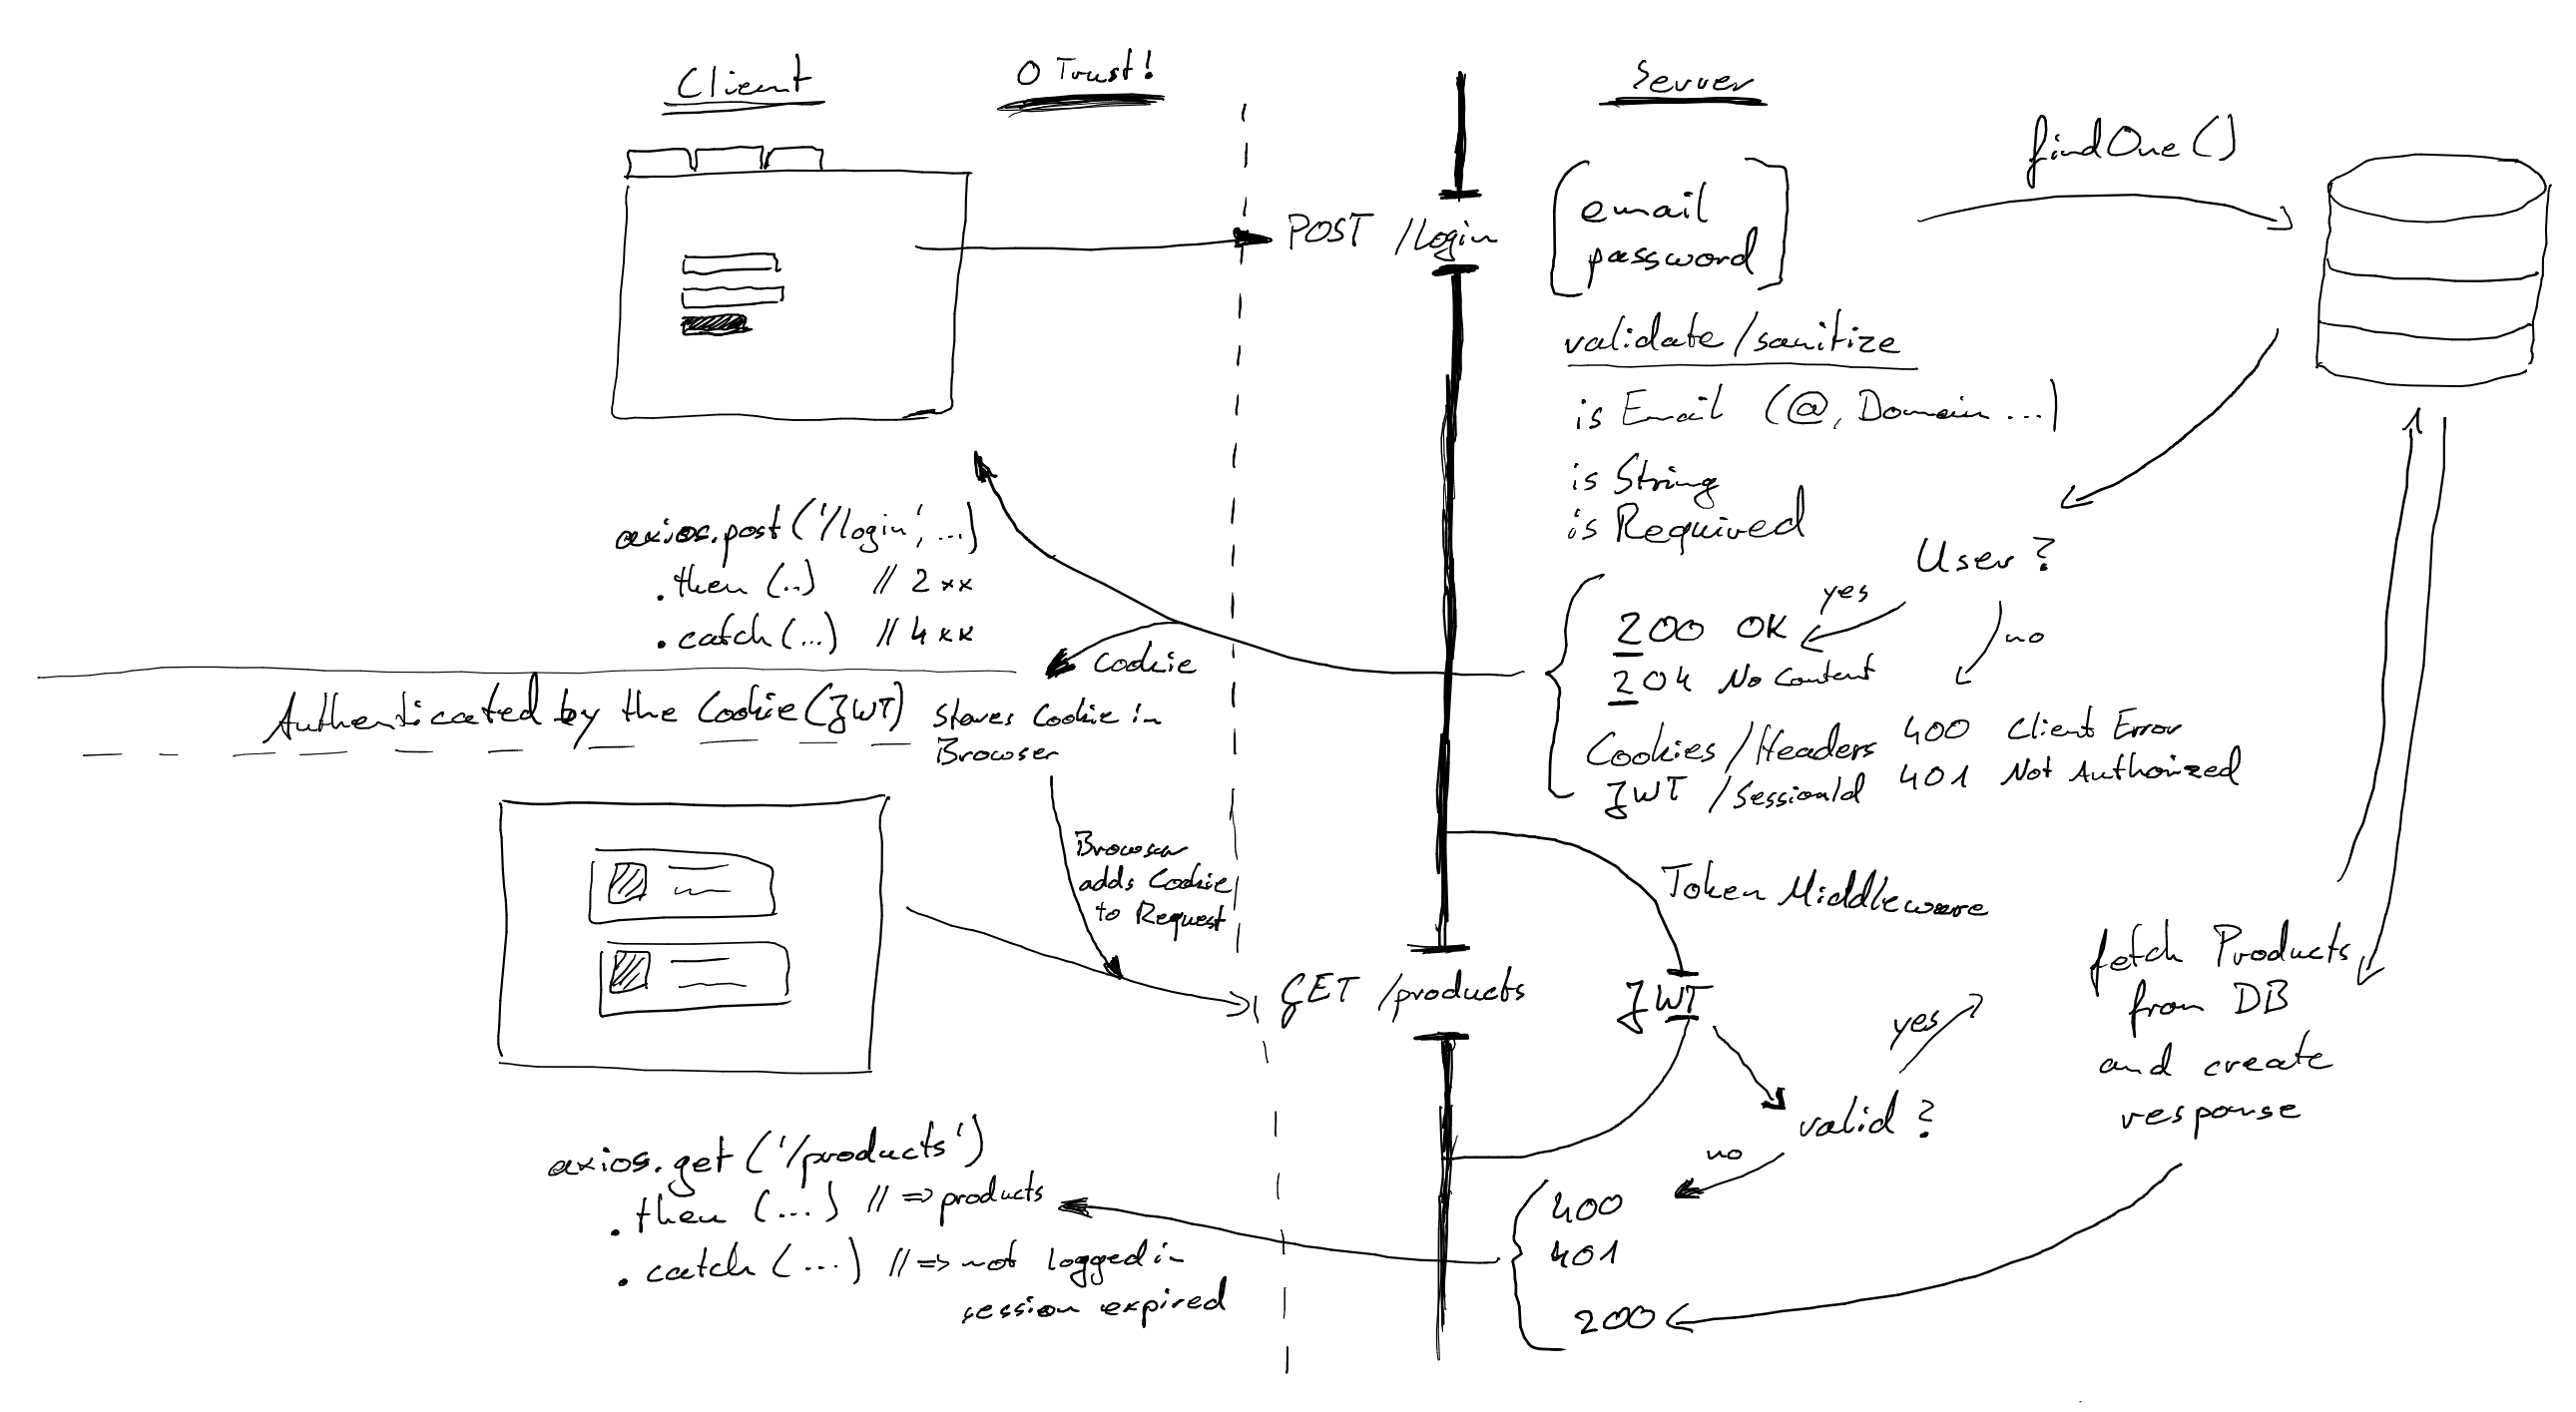 Client
0 Trust!
Server
findOne()
POST /login
email
password
validate/sanitize
is Email (@, Domain ...)
is String
is Required
axios.post('/login', ...)
.then (..) // 2xx
.catch (...) // 4xx
User?
yes
no
200 OK
204 No Content
Cookies/Headers
JWT /SessionId
400 Client Error
401 Not Authorized
Cookie
Authenticated by the Cookie (JWT)
Stores Cookie in
Browser
Browser
adds Cookie
to Request
Token Middleware
GET /products
JWT
valid?
yes
no
fetch Products
from DB
and create
response
axios.get('/products')
.then (...) // => products
.catch (...) // => not logged in
session expired
400
401
200